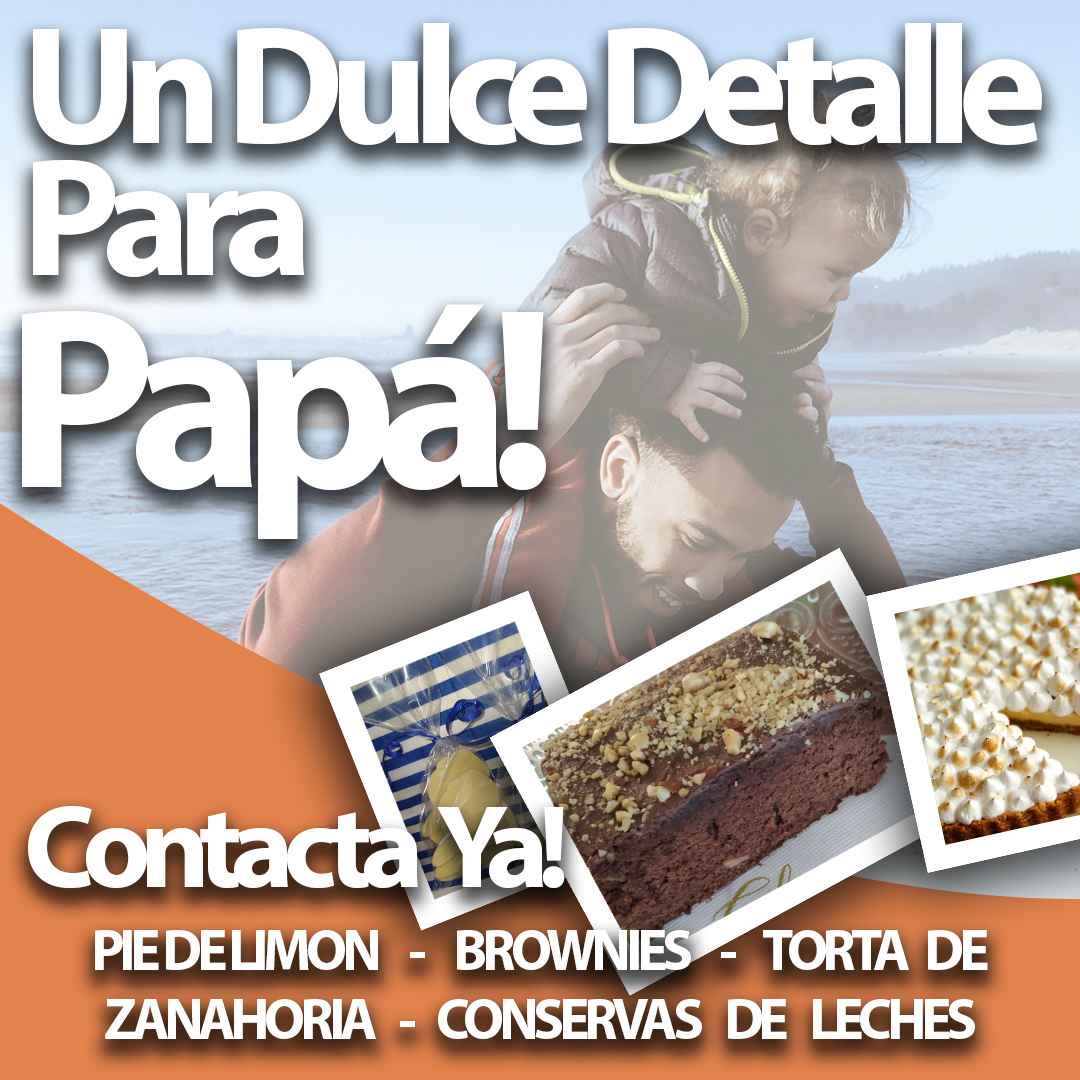 Un Dulce Detalle
Para
Papá!
Contacta Ya!
PIE DE LIMON - BROWNIES - TORTA DE
ZANAHORIA - CONSERVAS DE LECHES